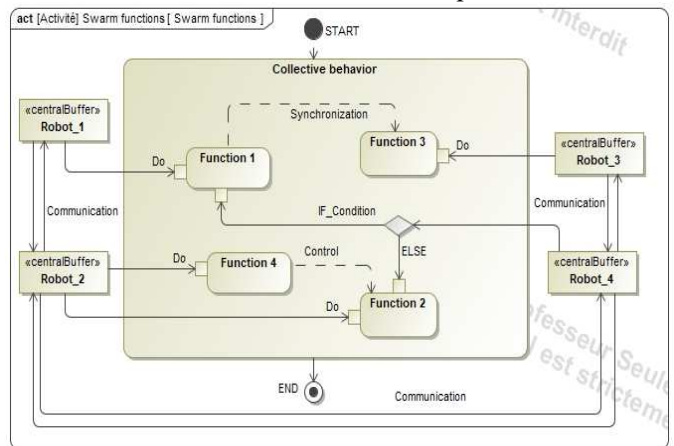 act [Activité] Swarm functions [ Swarm functions ]
START
Interdit
Collective behavior
«centralBuffer»
Robot_1
Synchronization
Do
Function 1
Function 3
Do
«centralBuffer»
Robot_3
Communication
IF_Condition
Communication
«centralBuffer»
Robot_2
Do
Function 4
Control
ELSE
«centralBuffer»
Robot_4
Do
Function 2
END
Communication